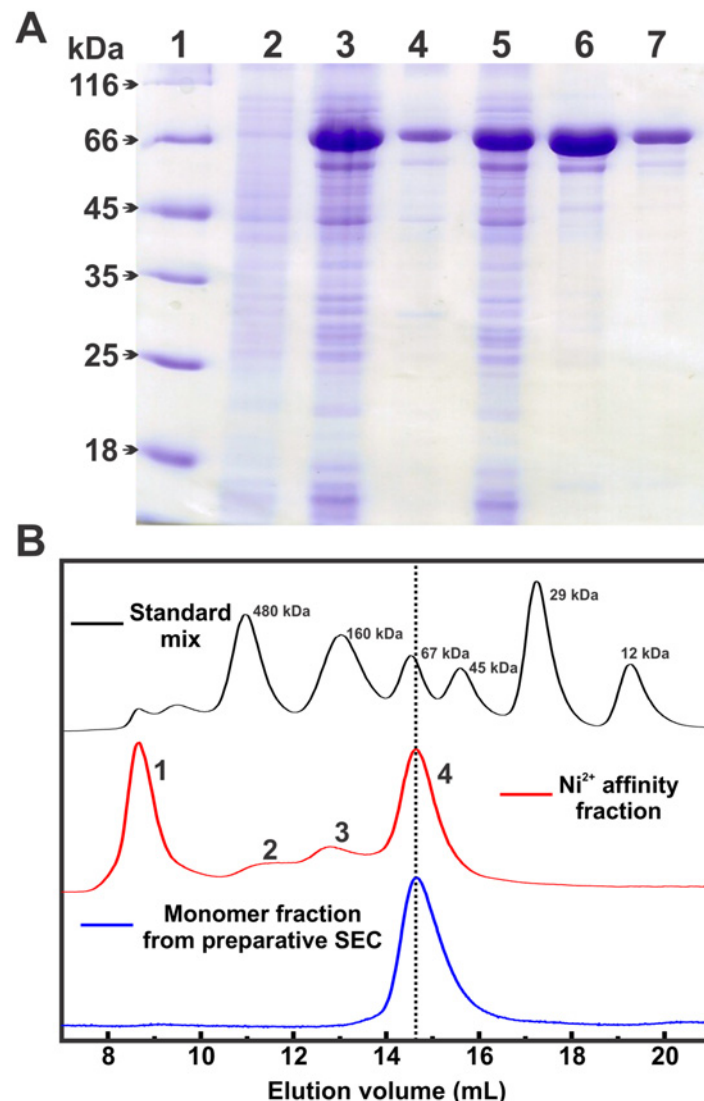 A
kDa 1 2 3 4 5 6 7
116
66
45
35
25
18
B
Standard
mix
480 kDa
160 kDa
67 kDa
45 kDa
29 kDa
12 kDa
1
2
3
4
Ni²⁺ affinity
fraction
Monomer fraction
from preparative SEC
8 10 12 14 16 18 20
Elution volume (mL)